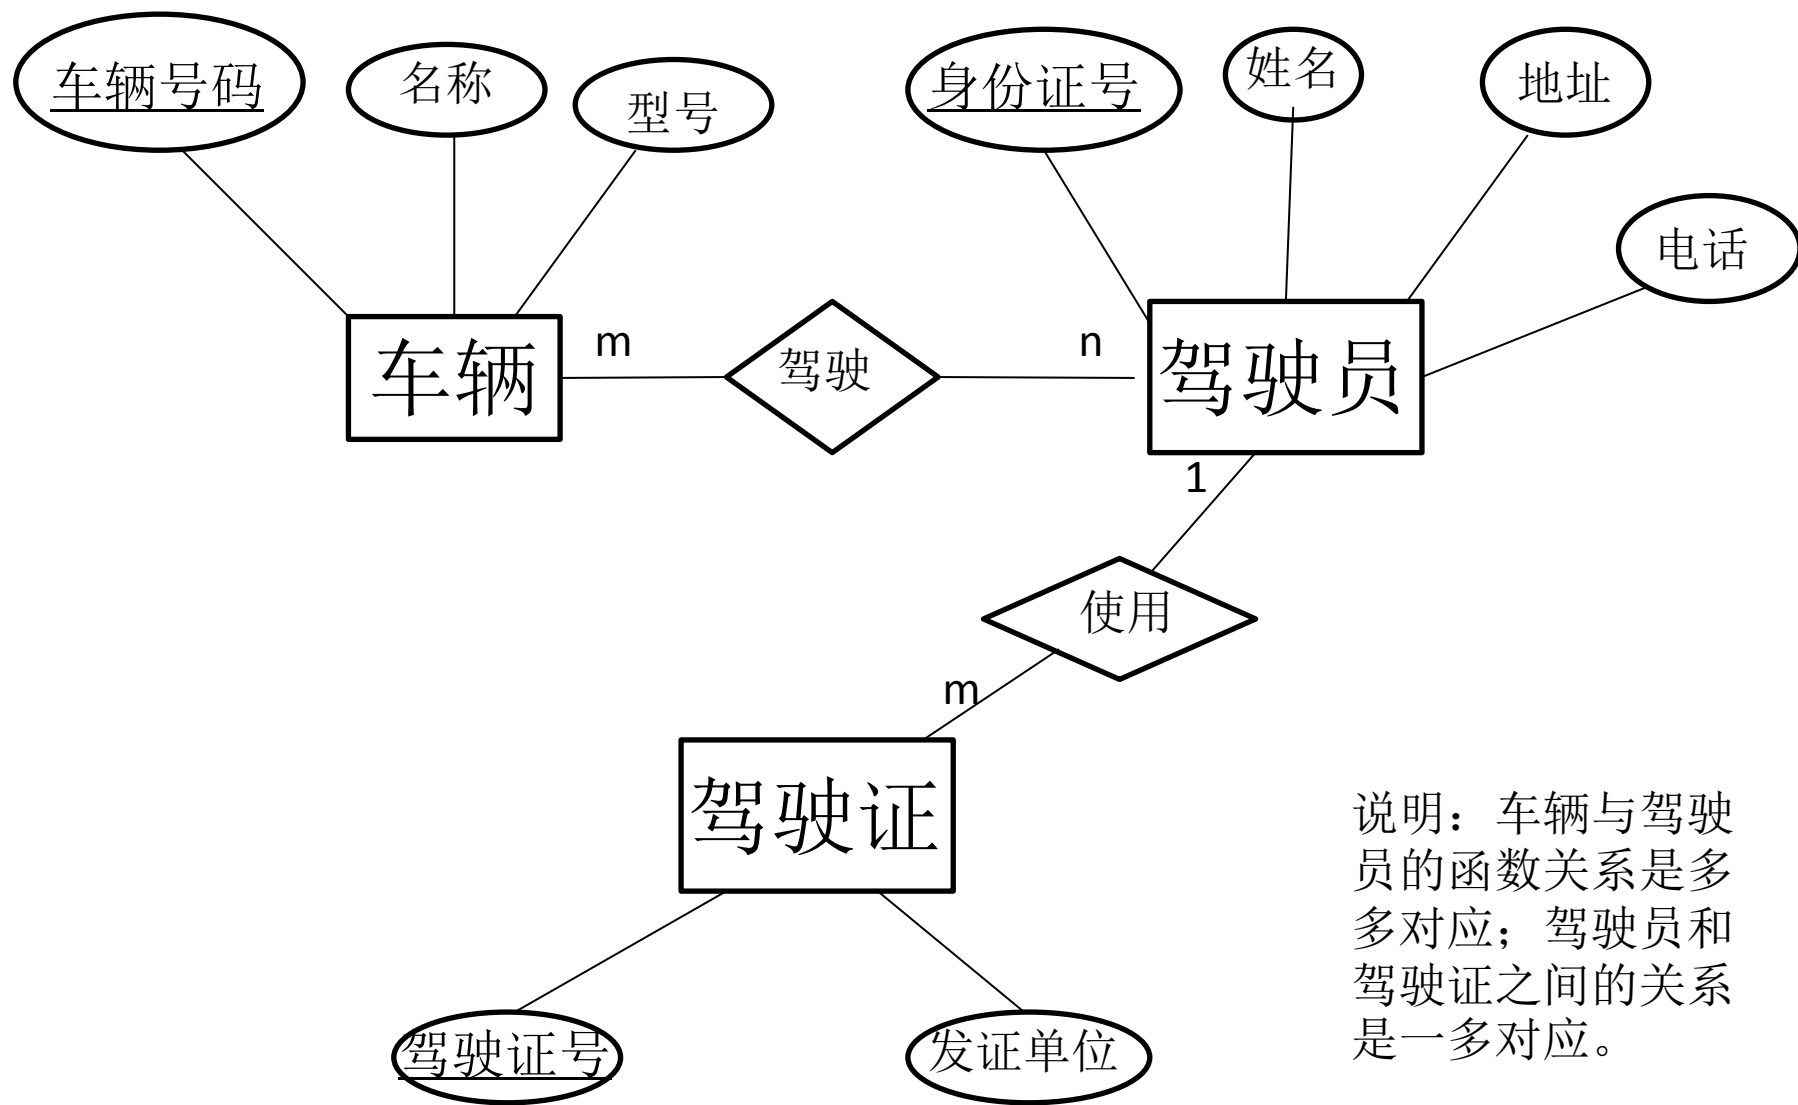 车辆号码
名称
型号
身份证号
姓名
地址
电话
车辆
m
驾驶
n
驾驶员
1
使用
m
驾驶证
驾驶证号
发证单位
说明：车辆与驾驶
员的函数关系是多
多对应；驾驶员和
驾驶证之间的关系
是一多对应。